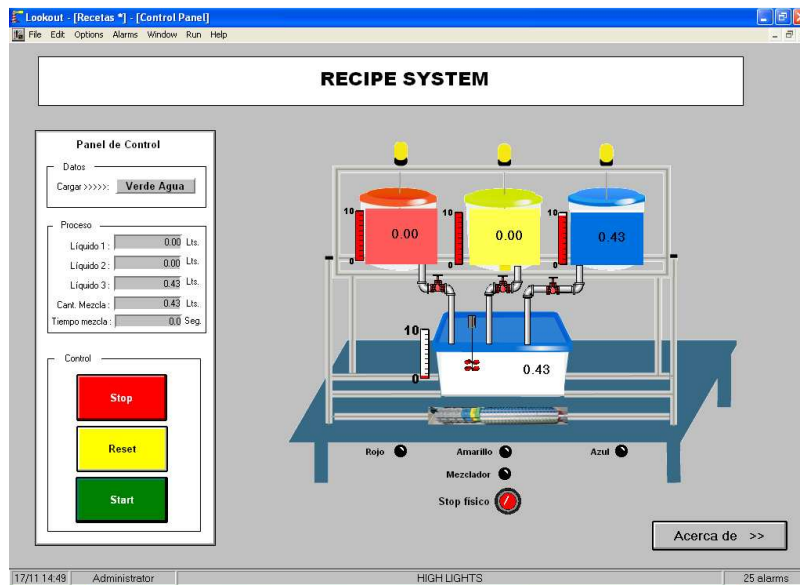 Lookout - [Recetas *] - [Control Panel]
File Edit Options Alarms Window Run Help
RECIPE SYSTEM
Panel de Control
Datos
Cargar >>>>>: Verde Agua
Proceso
Líquido 1 : 0.00 Lts.
Líquido 2 : 0.00 Lts.
Líquido 3 : 0.43 Lts.
Cant. Mezcla : 0.43 Lts.
Tiempo mezcla : 0.0 Seg.
Control
Stop
Reset
Start
10 10 10
0.00 0.00 0.43
0 0 0
10
0.43
0
Rojo Amarillo Azul
Mezclador
Stop físico
Acerca de >>
17/11 14:49 Administrator HIGH LIGHTS 25 alarms